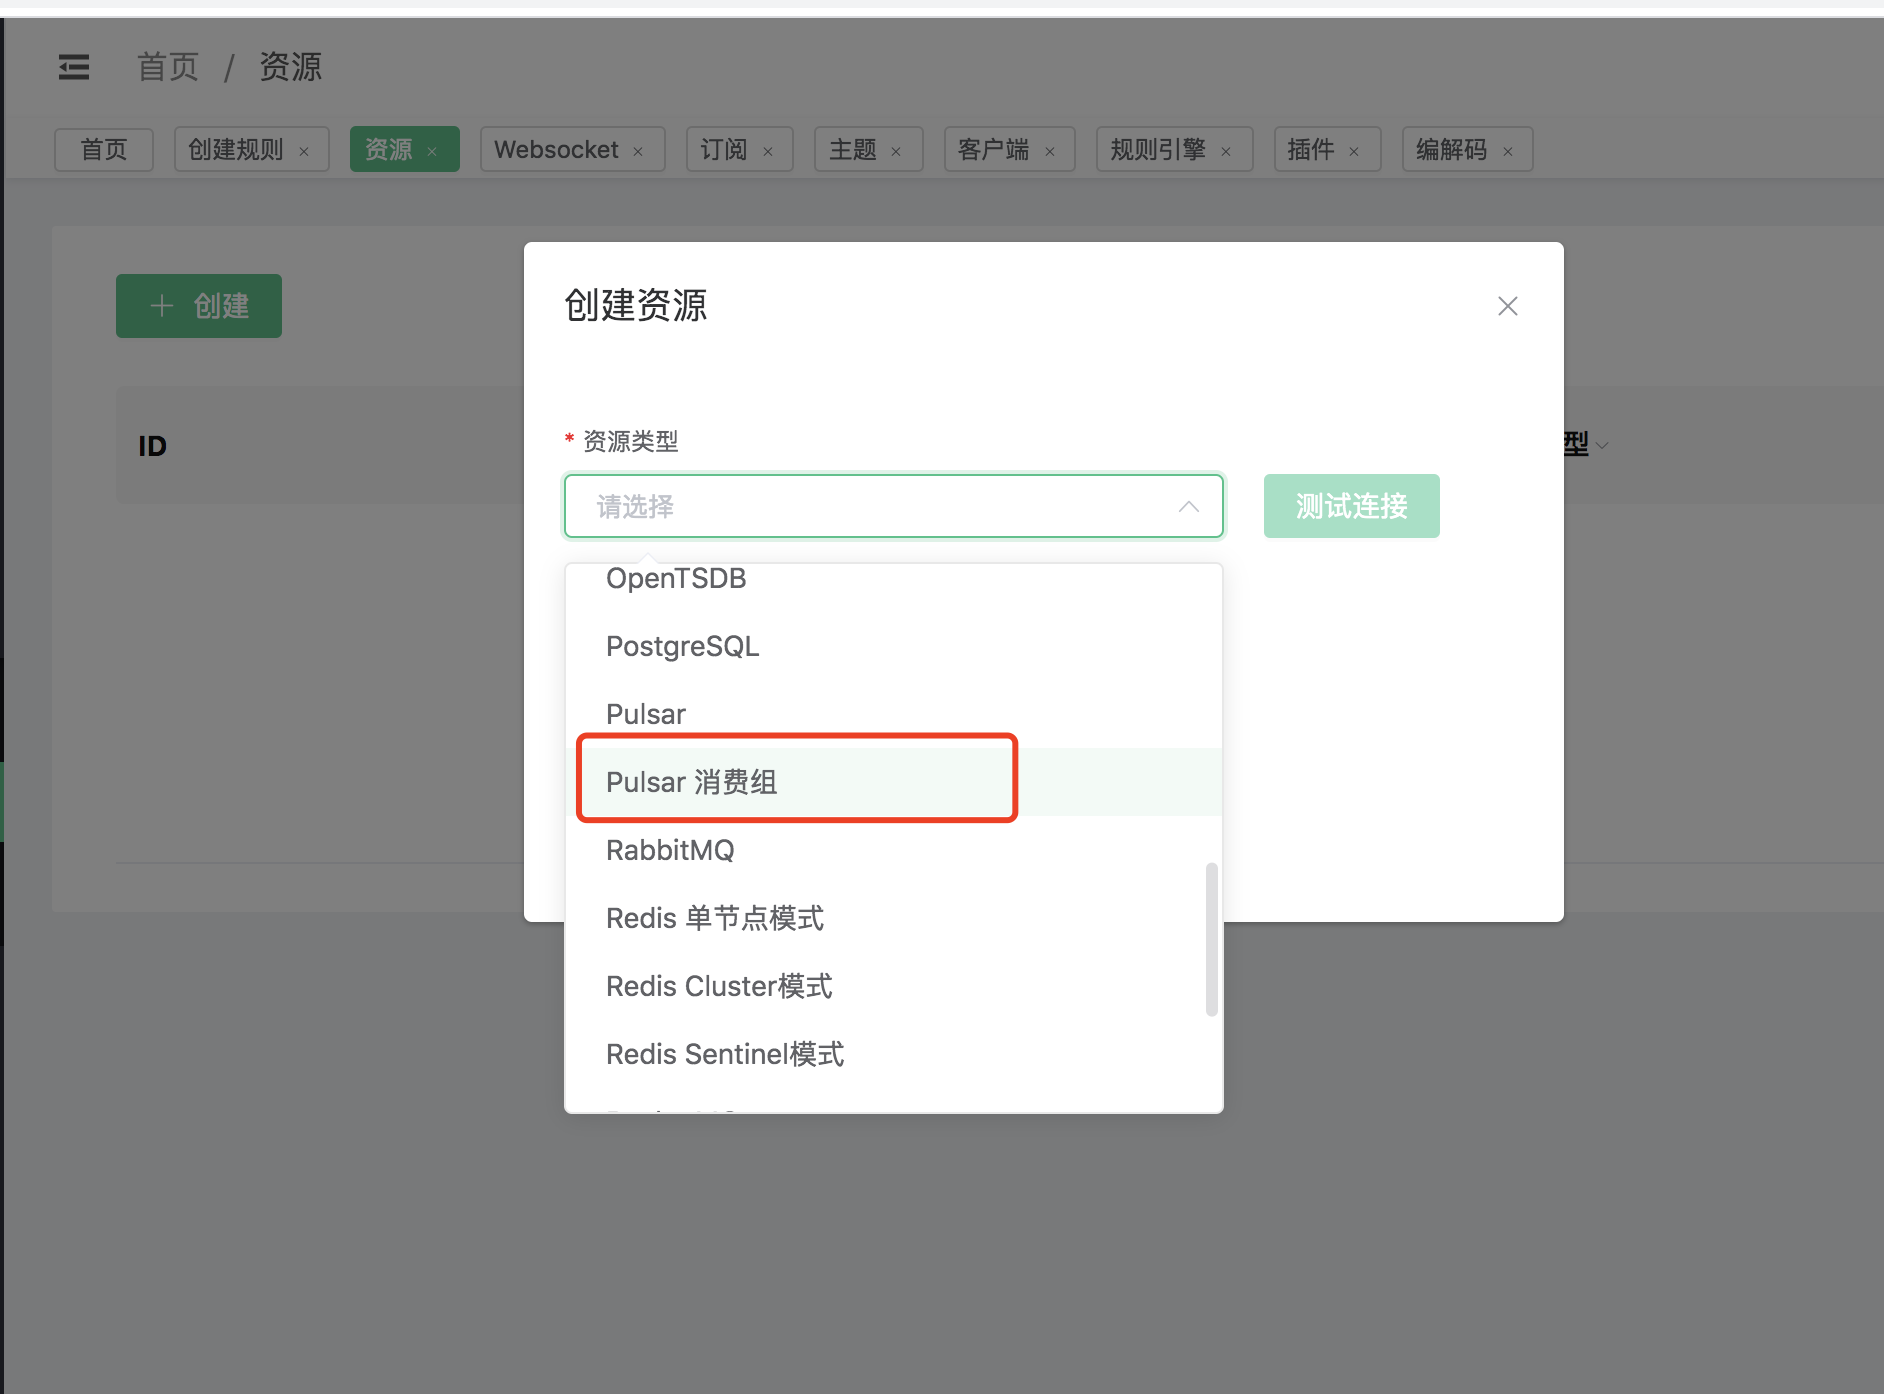 首页 / 资源
首页 创建规则 × 资源 × Websocket × 订阅 × 主题 × 客户端 × 规则引擎 × 插件 × 编解码 ×
创建资源
+ 创建
ID
型
* 资源类型
请选择
测试连接
OpenTSDB
PostgreSQL
Pulsar
Pulsar 消费组
RabbitMQ
Redis 单节点模式
Redis Cluster模式
Redis Sentinel模式